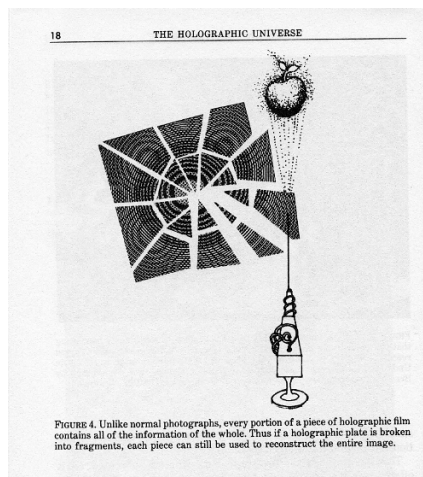 18
THE HOLOGRAPHIC UNIVERSE
FIGURE 4. Unlike normal photographs, every portion of a piece of holographic film
contains all of the information of the whole. Thus if a holographic plate is broken
into fragments, each piece can still be used to reconstruct the entire image.